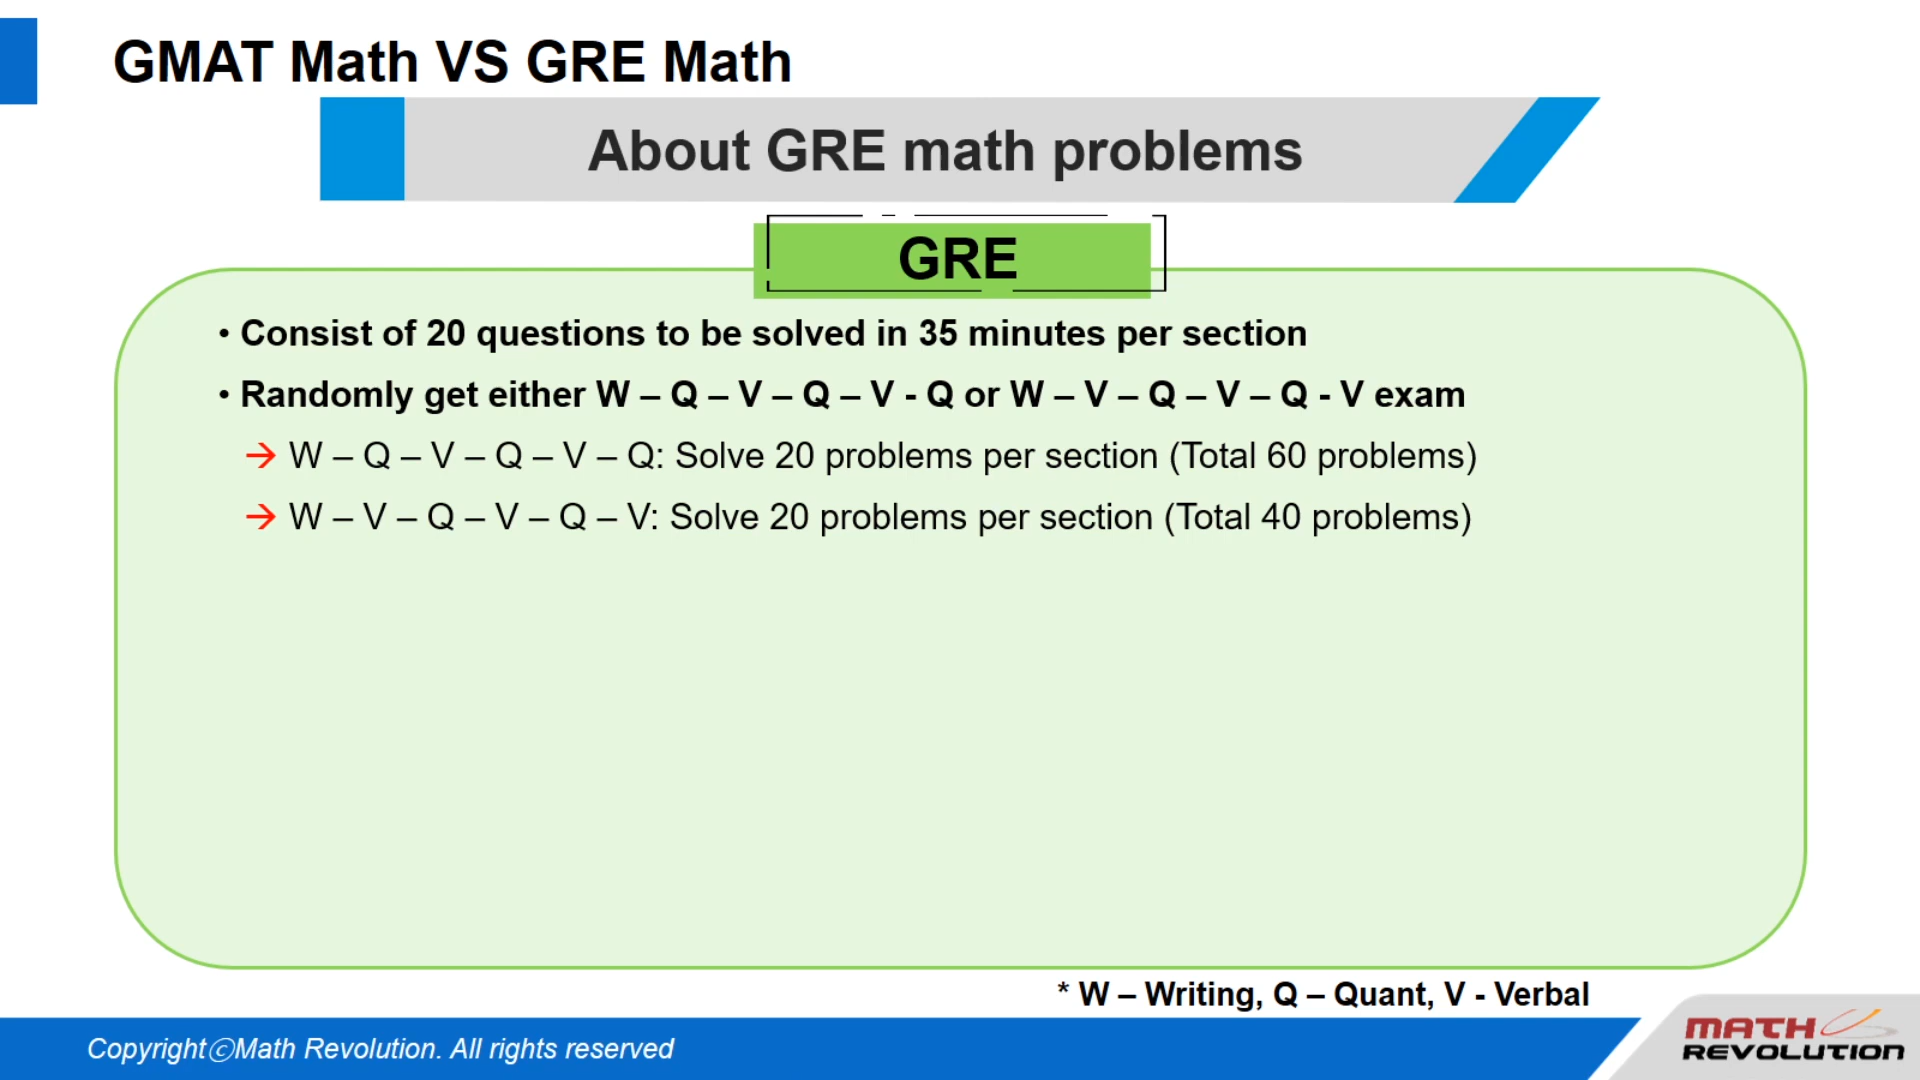 GMAT Math VS GRE Math
About GRE math problems
GRE
• Consist of 20 questions to be solved in 35 minutes per section
• Randomly get either W – Q – V – Q – V - Q or W – V – Q – V – Q - V exam
→ W – Q – V – Q – V – Q: Solve 20 problems per section (Total 60 problems)
→ W – V – Q – V – Q – V: Solve 20 problems per section (Total 40 problems)
* W – Writing, Q – Quant, V - Verbal
CopyrightⓒMath Revolution. All rights reserved
MATH
REVOLUTION